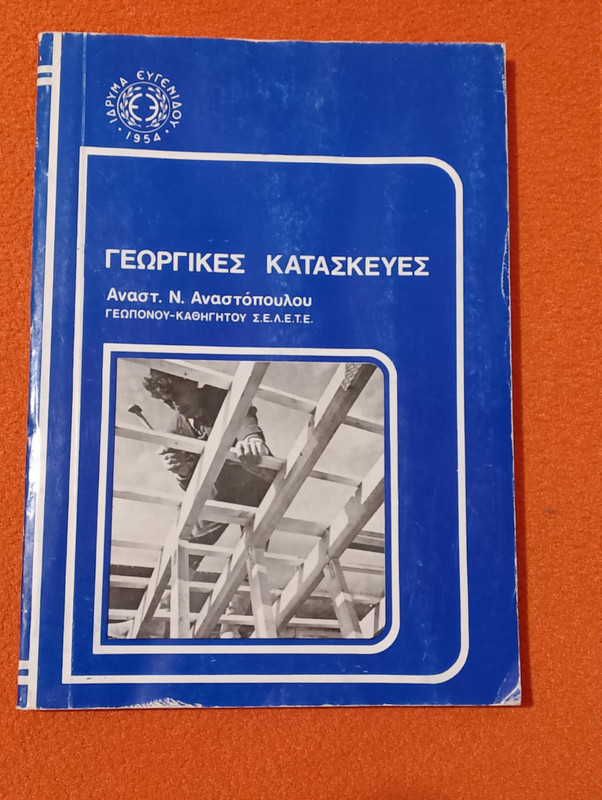 ΙΔΡΥΜΑ ΕΥΓΕΝΙΔΟΥ
· 1954 ·
ΓΕΩΡΓΙΚΕΣ ΚΑΤΑΣΚΕΥΕΣ
Αναστ. Ν. Αναστόπουλου
ΓΕΩΠΟΝΟΥ-ΚΑΘΗΓΗΤΟΥ Σ.Ε.Λ.Ε.Τ.Ε.